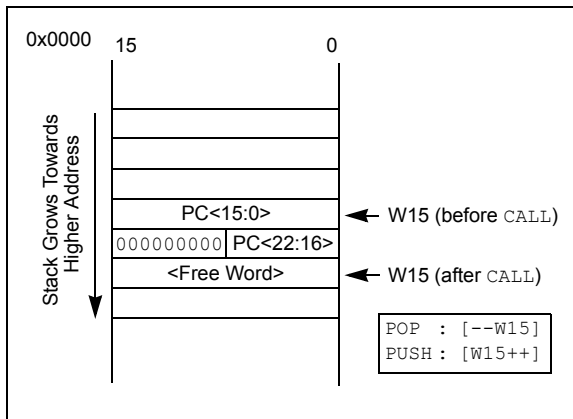 0x0000
15 0
Stack Grows Towards
Higher Address
PC<15:0>
W15 (before CALL)
000000000 PC<22:16>
<Free Word>
W15 (after CALL)
POP : [--W15]
PUSH : [W15++]